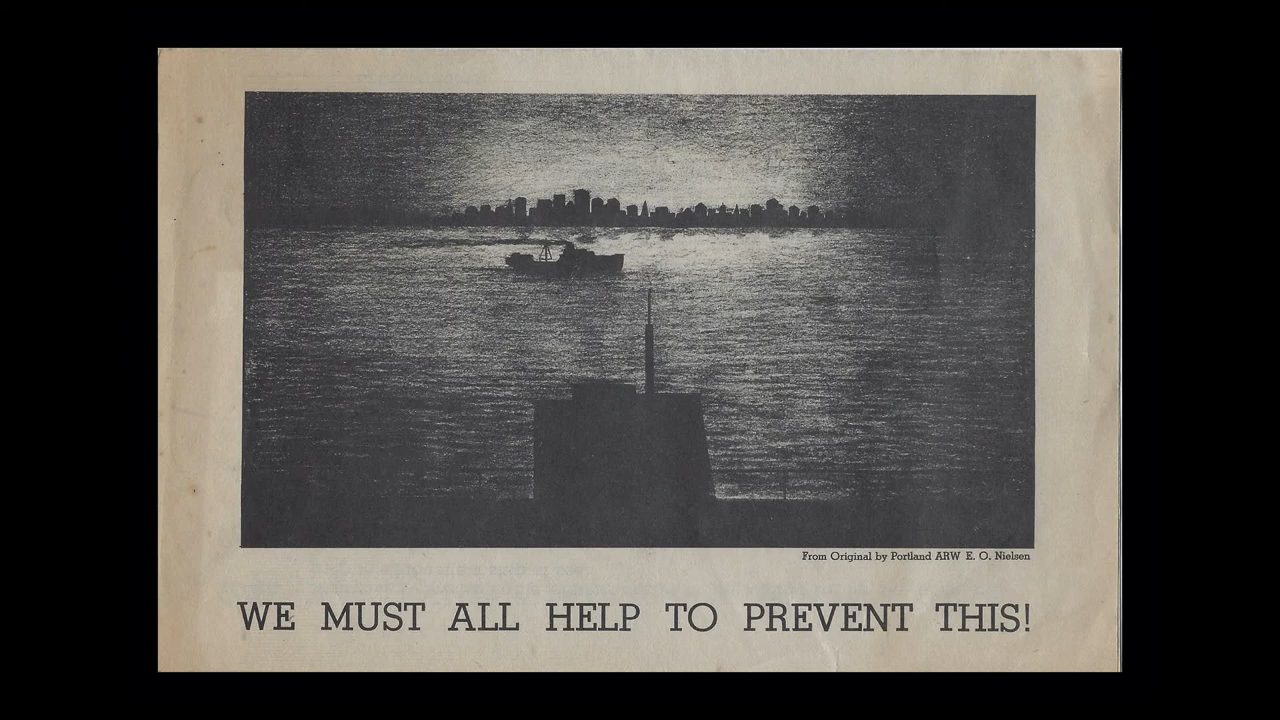 From Original by Portland ARW E. O. Nielsen
WE MUST ALL HELP TO PREVENT THIS!